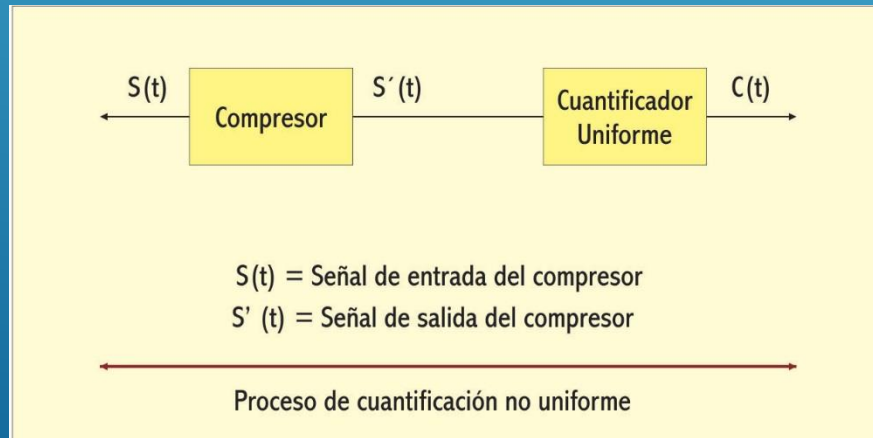 S(t)
Compresor
S´(t)
Cuantificador
Uniforme
C(t)
S(t) = Señal de entrada del compresor
S' (t) = Señal de salida del compresor
Proceso de cuantificación no uniforme